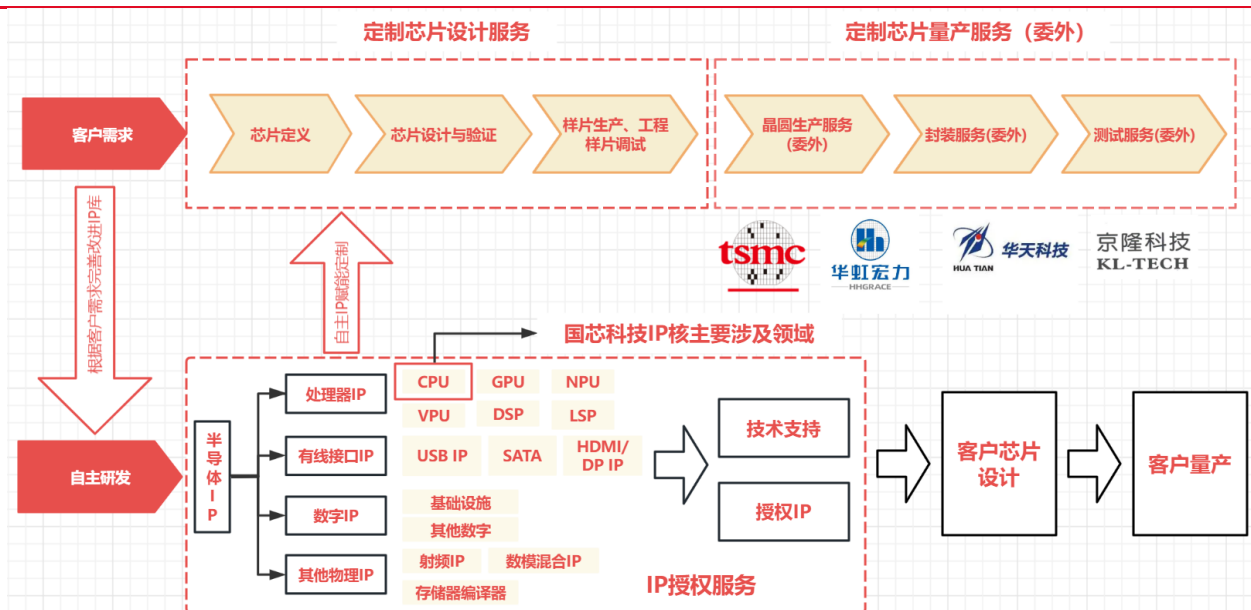 定制芯片设计服务
定制芯片量产服务（委外）
客户需求
芯片定义
芯片设计与验证
样片生产、工程
样片调试
晶圆生产服务
(委外)
封装服务(委外)
测试服务(委外)
根据客户需求完善改进IP库
自主IP赋能定制
tsmc
华虹宏力
HHGRACE
HUA TIAN
华天科技
京隆科技
KL-TECH
国芯科技IP核主要涉及领域
自主研发
半导体IP
处理器IP
CPU
GPU
NPU
VPU
DSP
LSP
有线接口IP
USB IP
SATA
HDMI/
DP IP
数字IP
基础设施
其他数字
其他物理IP
射频IP
数模混合IP
存储器编译器
技术支持
授权IP
IP授权服务
客户芯片
设计
客户量产